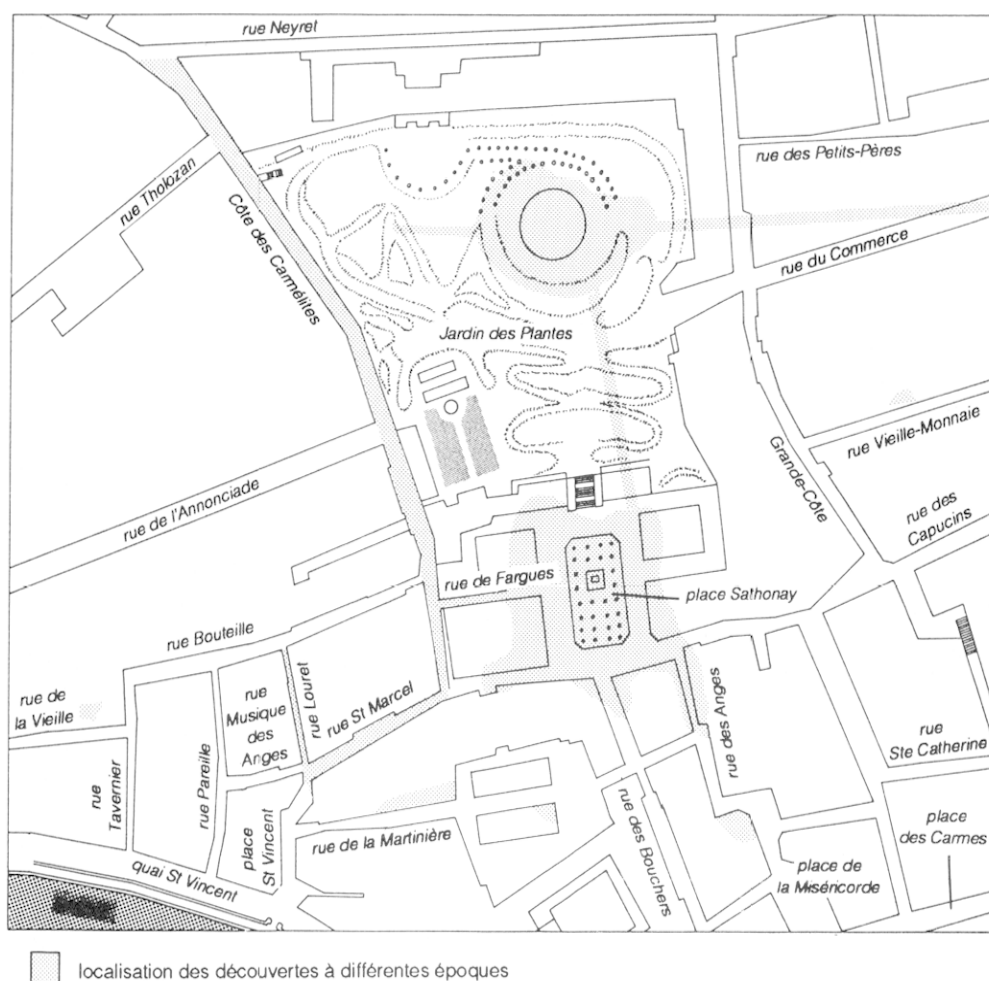 rue Neyret
rue des Petits-Pères
rue Tholozan
Côte des Carmélites
rue du Commerce
Jardin des Plantes
rue Vieille-Monnaie
Grande-Côte
rue des
Capucins
rue de l'Annonciade
rue de Fargues
place Sathonay
rue Bouteille
rue de
la Vieille
rue
Musique
des
Anges
rue Louret
rue St Marcel
rue des Anges
rue
Ste Catherine
rue
Tavernier
rue Pareille
place
St Vincent
rue de la Martinière
rue des Bouchers
place
des Carmes
place de
la Miséricorde
quai St Vincent
localisation des découvertes à différentes époques